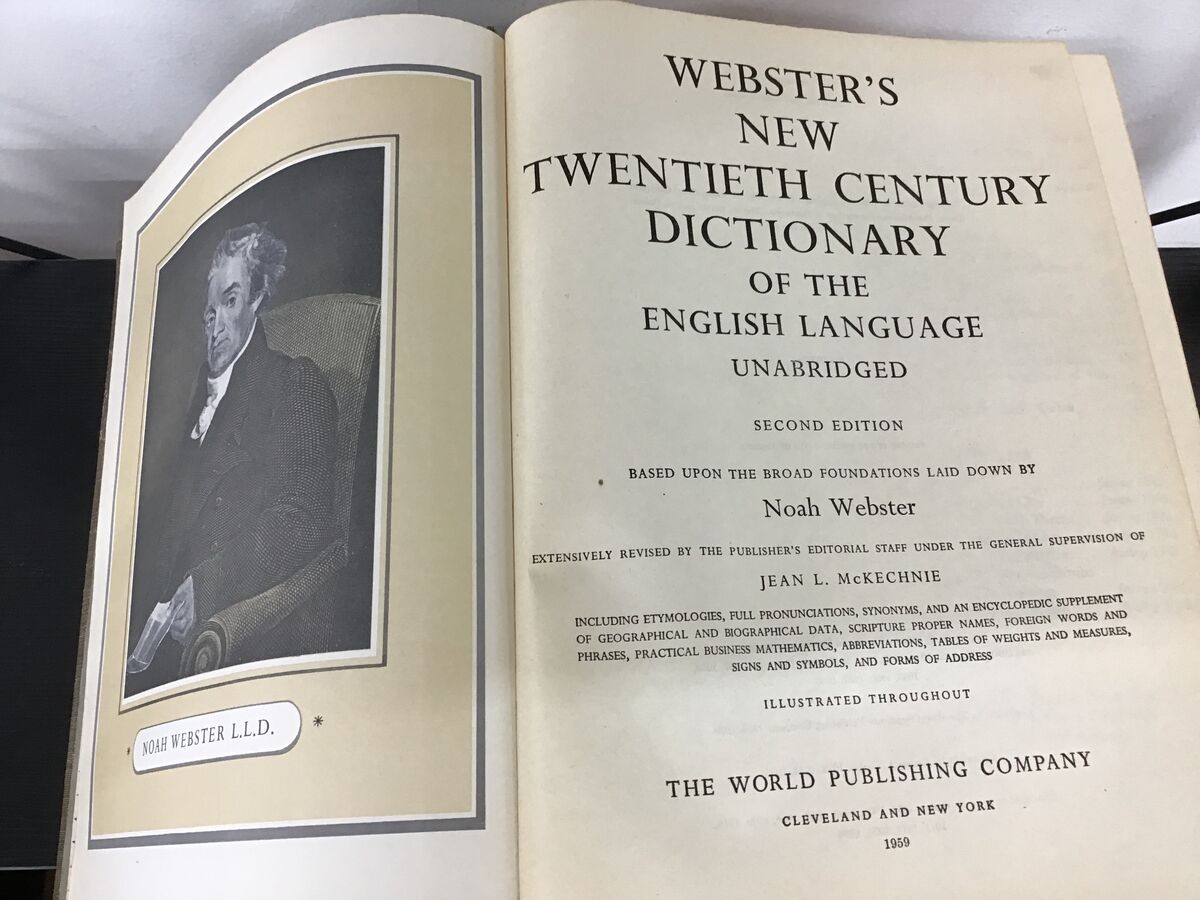 NOAH WEBSTER L.L.D.
WEBSTER'S
NEW
TWENTIETH CENTURY
DICTIONARY
OF THE
ENGLISH LANGUAGE
UNABRIDGED
SECOND EDITION
BASED UPON THE BROAD FOUNDATIONS LAID DOWN BY
Noah Webster
EXTENSIVELY REVISED BY THE PUBLISHER'S EDITORIAL STAFF UNDER THE GENERAL SUPERVISION OF
JEAN L. McKECHNIE
INCLUDING ETYMOLOGIES, FULL PRONUNCIATIONS, SYNONYMS, AND AN ENCYCLOPEDIC SUPPLEMENT
OF GEOGRAPHICAL AND BIOGRAPHICAL DATA, SCRIPTURE PROPER NAMES, FOREIGN WORDS AND
PHRASES, PRACTICAL BUSINESS MATHEMATICS, ABBREVIATIONS, TABLES OF WEIGHTS AND MEASURES,
SIGNS AND SYMBOLS, AND FORMS OF ADDRESS
ILLUSTRATED THROUGHOUT
THE WORLD PUBLISHING COMPANY
CLEVELAND AND NEW YORK
1959